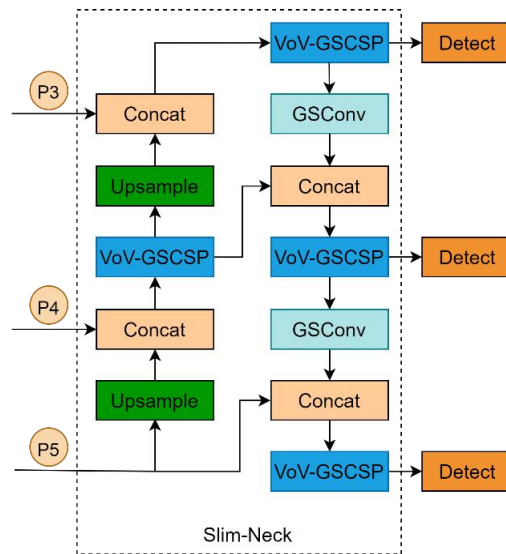 VoV-GSCSP
Detect
P3
Concat
GSConv
Upsample
Concat
VoV-GSCSP
VoV-GSCSP
Detect
P4
Concat
GSConv
Upsample
Concat
P5
VoV-GSCSP
Detect
Slim-Neck